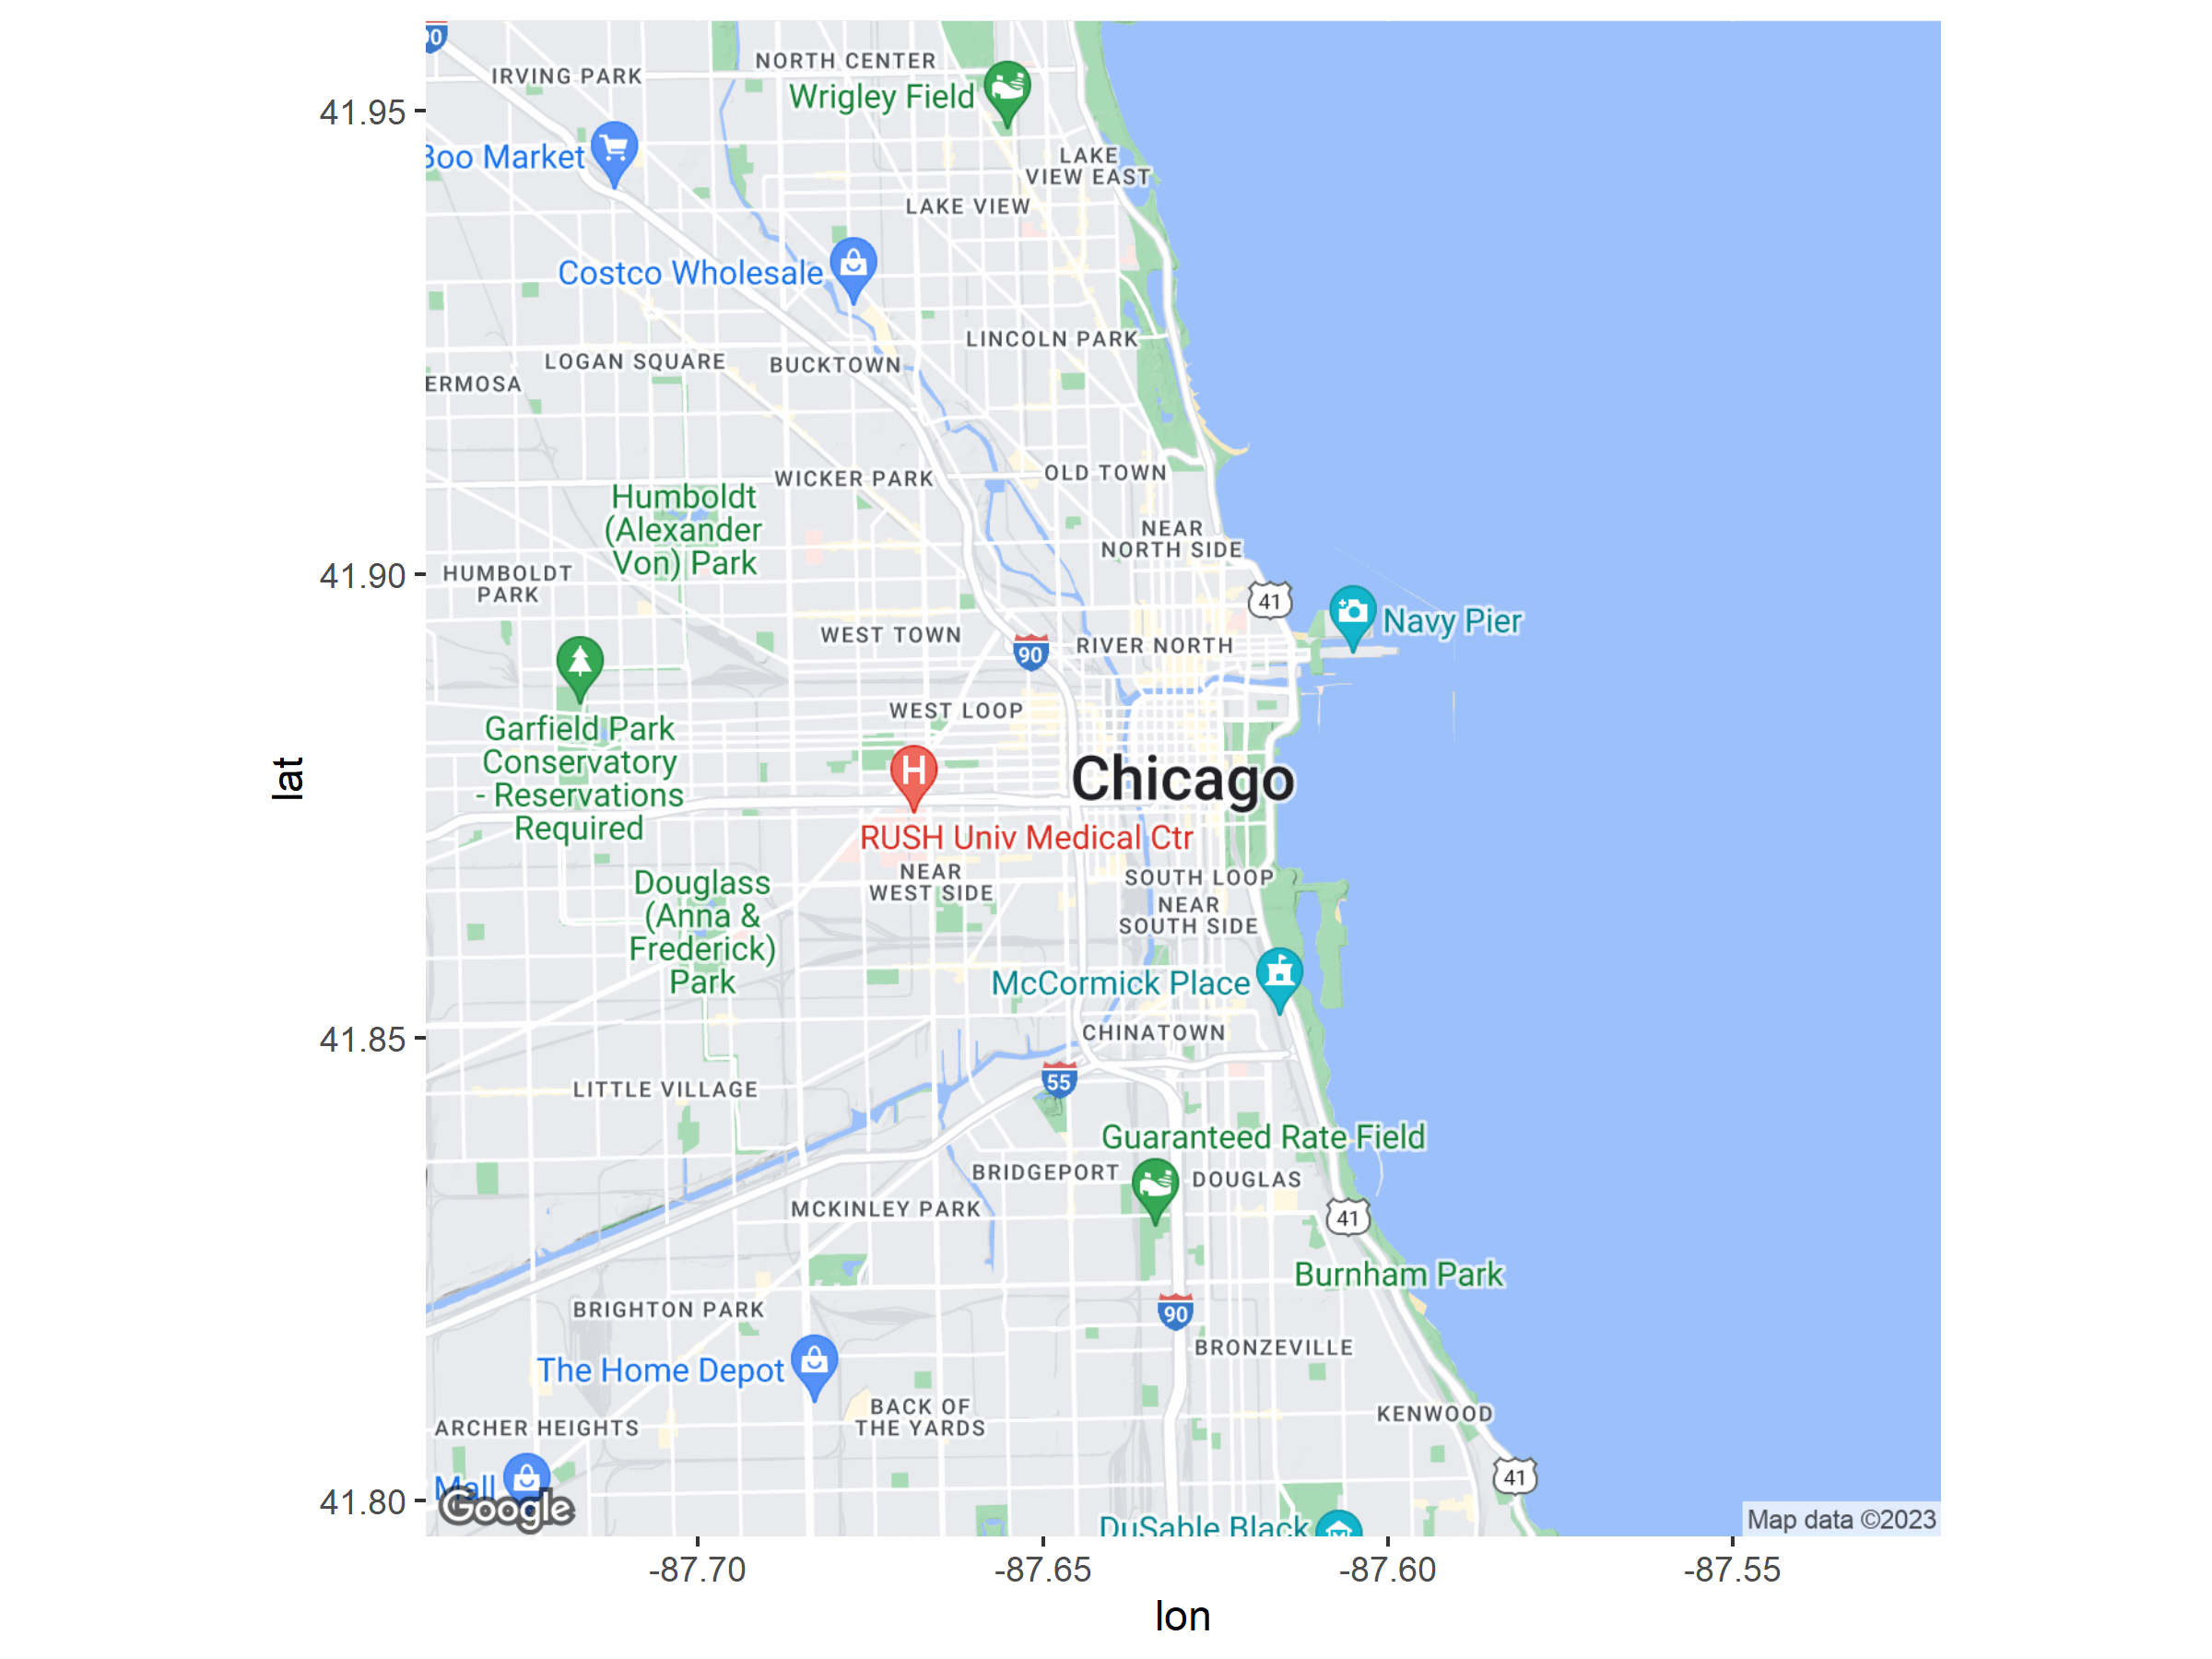 90
NORTH CENTER
IRVING PARK
Wrigley Field
41.95
Boo Market
LAKE
VIEW EAST
LAKE VIEW
Costco Wholesale
LINCOLN PARK
LOGAN SQUARE
BUCKTOWN
ERMOSA
WICKER PARK
OLD TOWN
Humboldt
(Alexander
Von) Park
NEAR
NORTH SIDE
41.90
HUMBOLDT
PARK
41
Navy Pier
WEST TOWN
90
RIVER NORTH
WEST LOOP
Garfield Park
Conservatory
- Reservations
Required
H
Chicago
lat
RUSH Univ Medical Ctr
NEAR
WEST SIDE
SOUTH LOOP
Douglass
(Anna &
Frederick)
Park
NEAR
SOUTH SIDE
McCormick Place
CHINATOWN
41.85
55
LITTLE VILLAGE
Guaranteed Rate Field
BRIDGEPORT
DOUGLAS
MCKINLEY PARK
41
Burnham Park
BRIGHTON PARK
90
BRONZEVILLE
The Home Depot
BACK OF
THE YARDS
KENWOOD
ARCHER HEIGHTS
41
Mall
41.80
Google
DuSable Black
Map data ©2023
-87.70
-87.65
-87.60
-87.55
lon